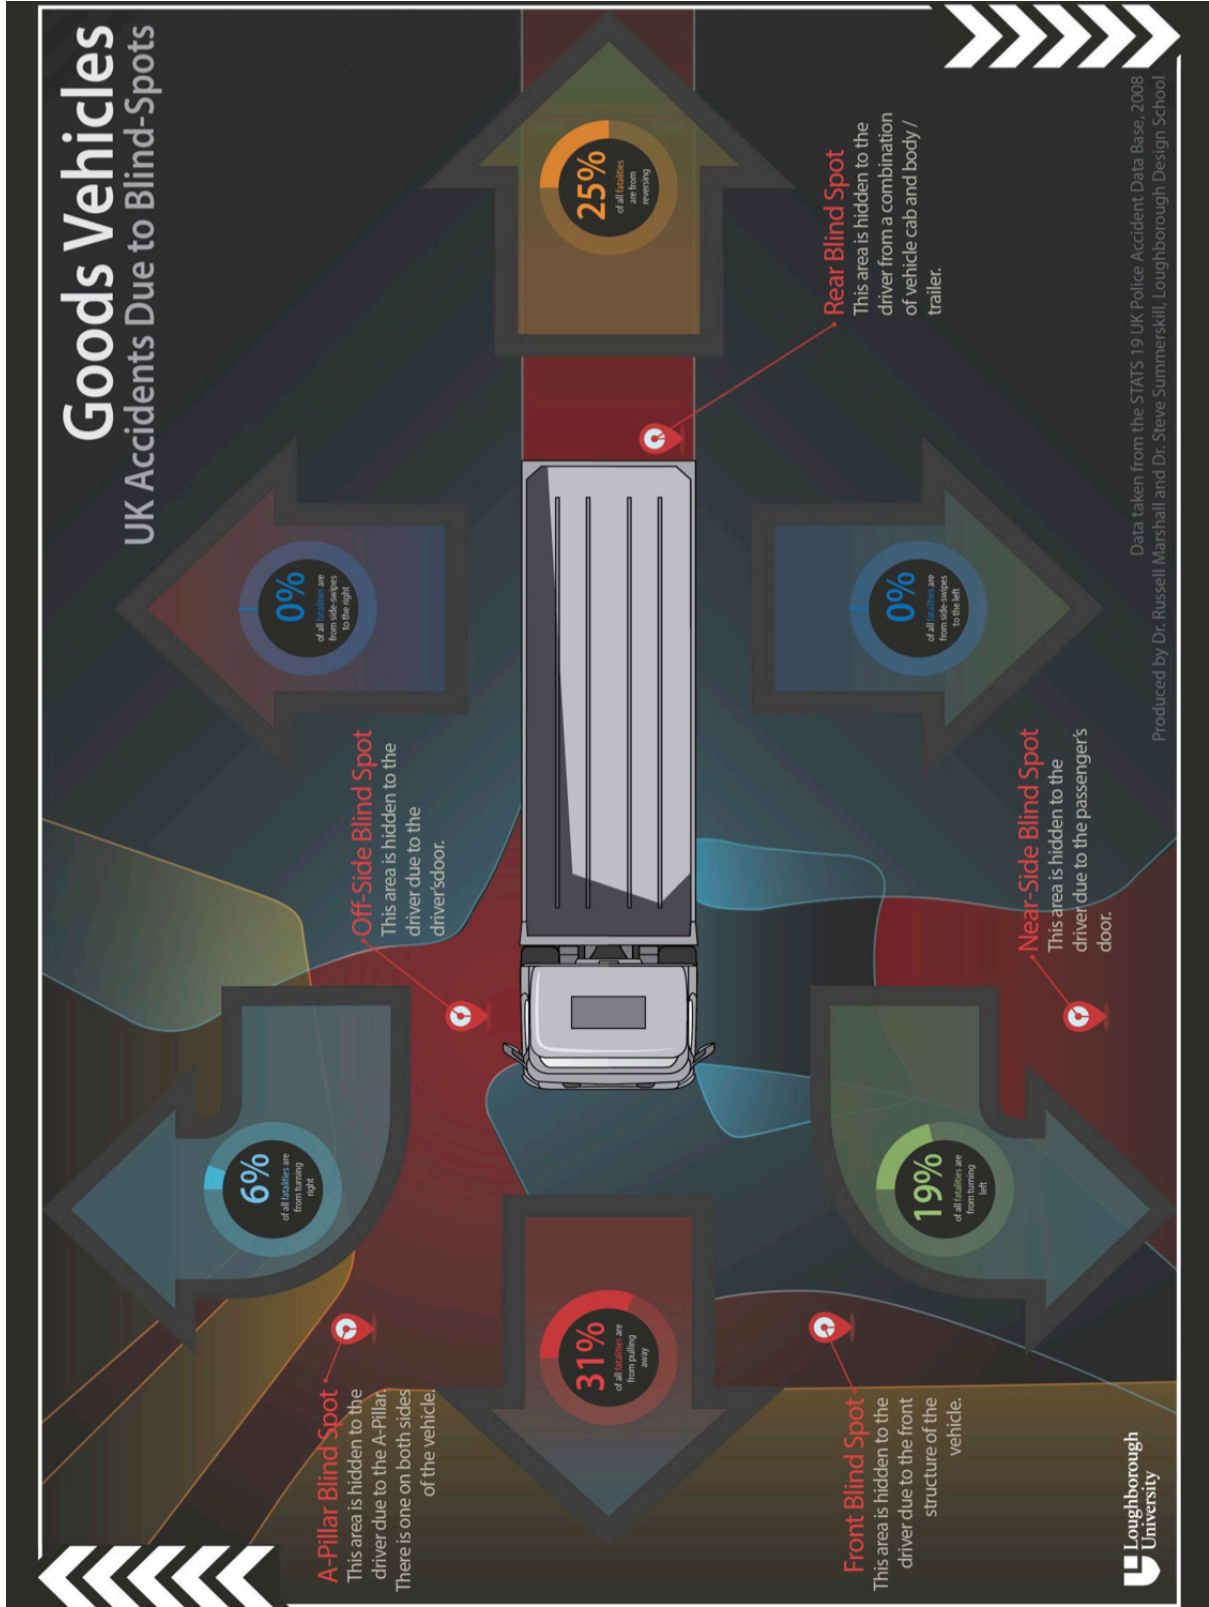 Goods Vehicles
UK Accidents Due to Blind-Spots
25%
of all fatalities
are from
reversing
Rear Blind Spot
This area is hidden to the
driver from a combination
of vehicle cab and body /
trailer.
0%
of all fatalities are
from side-swipes
to the right
0%
of all fatalities are
from side-swipes
to the left
Off-Side Blind Spot
This area is hidden to the
driver due to the
driver'sdoor.
Near-Side Blind Spot
This area is hidden to the
driver due to the passenger's
door.
6%
of all fatalities are
from turning
right
19%
of all fatalities are
from turning
left
31%
of all fatalities are
from pulling
away
A-Pillar Blind Spot
This area is hidden to the
driver due to the A-Pillar.
There is one on both sides
of the vehicle.
Front Blind Spot
This area is hidden to the
driver due to the front
structure of the
vehicle.
Loughborough
University
Data taken from the STATS 19 UK Police Accident Data Base, 2008
Produced by Dr. Russell Marshall and Dr. Steve Summerskill, Loughborough Design School